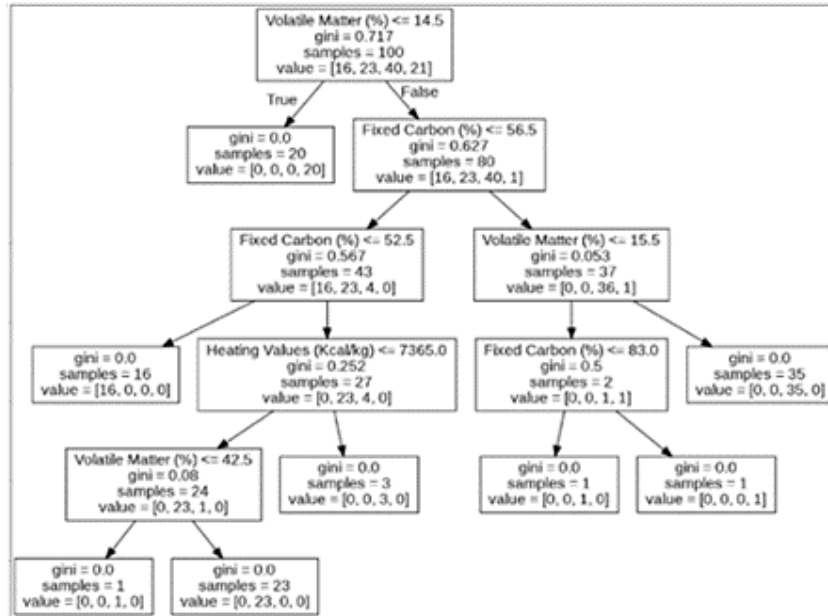 Volatile Matter (%) <= 14.5
gini = 0.717
samples = 100
value = [16, 23, 40, 21]
True
False
gini = 0.0
samples = 20
value = [0, 0, 0, 20]
Fixed Carbon (%) <= 56.5
gini = 0.627
samples = 80
value = [16, 23, 40, 1]
Fixed Carbon (%) <= 52.5
gini = 0.567
samples = 43
value = [16, 23, 4, 0]
Volatile Matter (%) <= 15.5
gini = 0.053
samples = 37
value = [0, 0, 36, 1]
gini = 0.0
samples = 16
value = [16, 0, 0, 0]
Heating Values (Kcal/kg) <= 7365.0
gini = 0.252
samples = 27
value = [0, 23, 4, 0]
Fixed Carbon (%) <= 83.0
gini = 0.5
samples = 2
value = [0, 0, 1, 1]
gini = 0.0
samples = 35
value = [0, 0, 35, 0]
Volatile Matter (%) <= 42.5
gini = 0.08
samples = 24
value = [0, 23, 1, 0]
gini = 0.0
samples = 3
value = [0, 0, 3, 0]
gini = 0.0
samples = 1
value = [0, 0, 1, 0]
gini = 0.0
samples = 1
value = [0, 0, 0, 1]
gini = 0.0
samples = 1
value = [0, 0, 1, 0]
gini = 0.0
samples = 23
value = [0, 23, 0, 0]